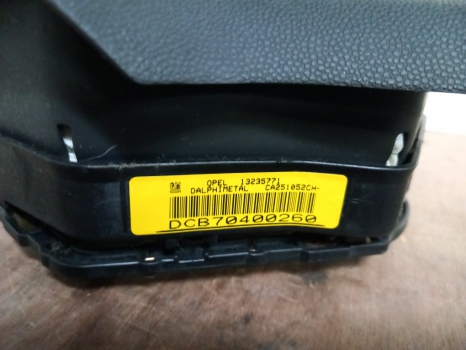 OPEL 13235771
DALPHIMETAL CA251052CH-
DCB70400260